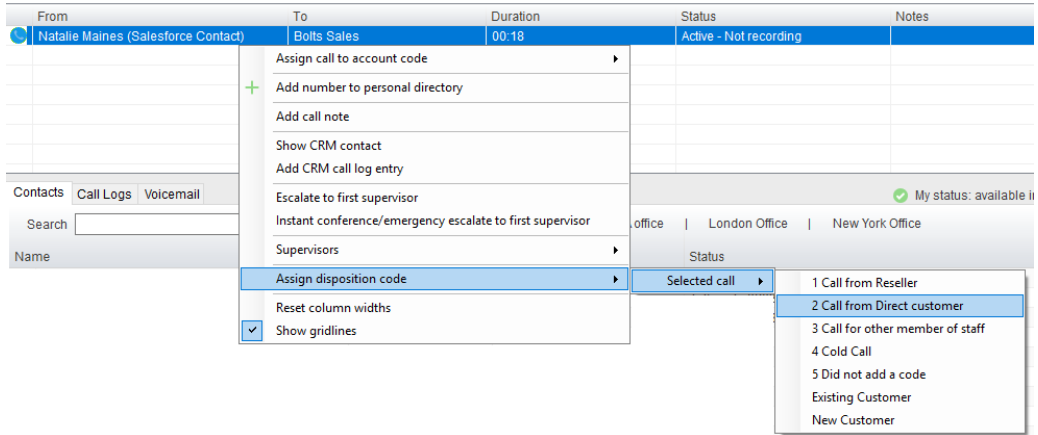 From To Duration Status Notes
Natalie Maines (Salesforce Contact) Bolts Sales 00:18 Active - Not recording
Assign call to account code
Add number to personal directory
Add call note
Show CRM contact
Add CRM call log entry
Contacts Call Logs Voicemail
My status: available
Escalate to first supervisor
Instant conference/emergency escalate to first supervisor
Search
office | London Office | New York Office
Supervisors
Name
Status
Assign disposition code
Selected call
1 Call from Reseller
2 Call from Direct customer
3 Call for other member of staff
4 Cold Call
5 Did not add a code
Existing Customer
New Customer
Reset column widths
Show gridlines